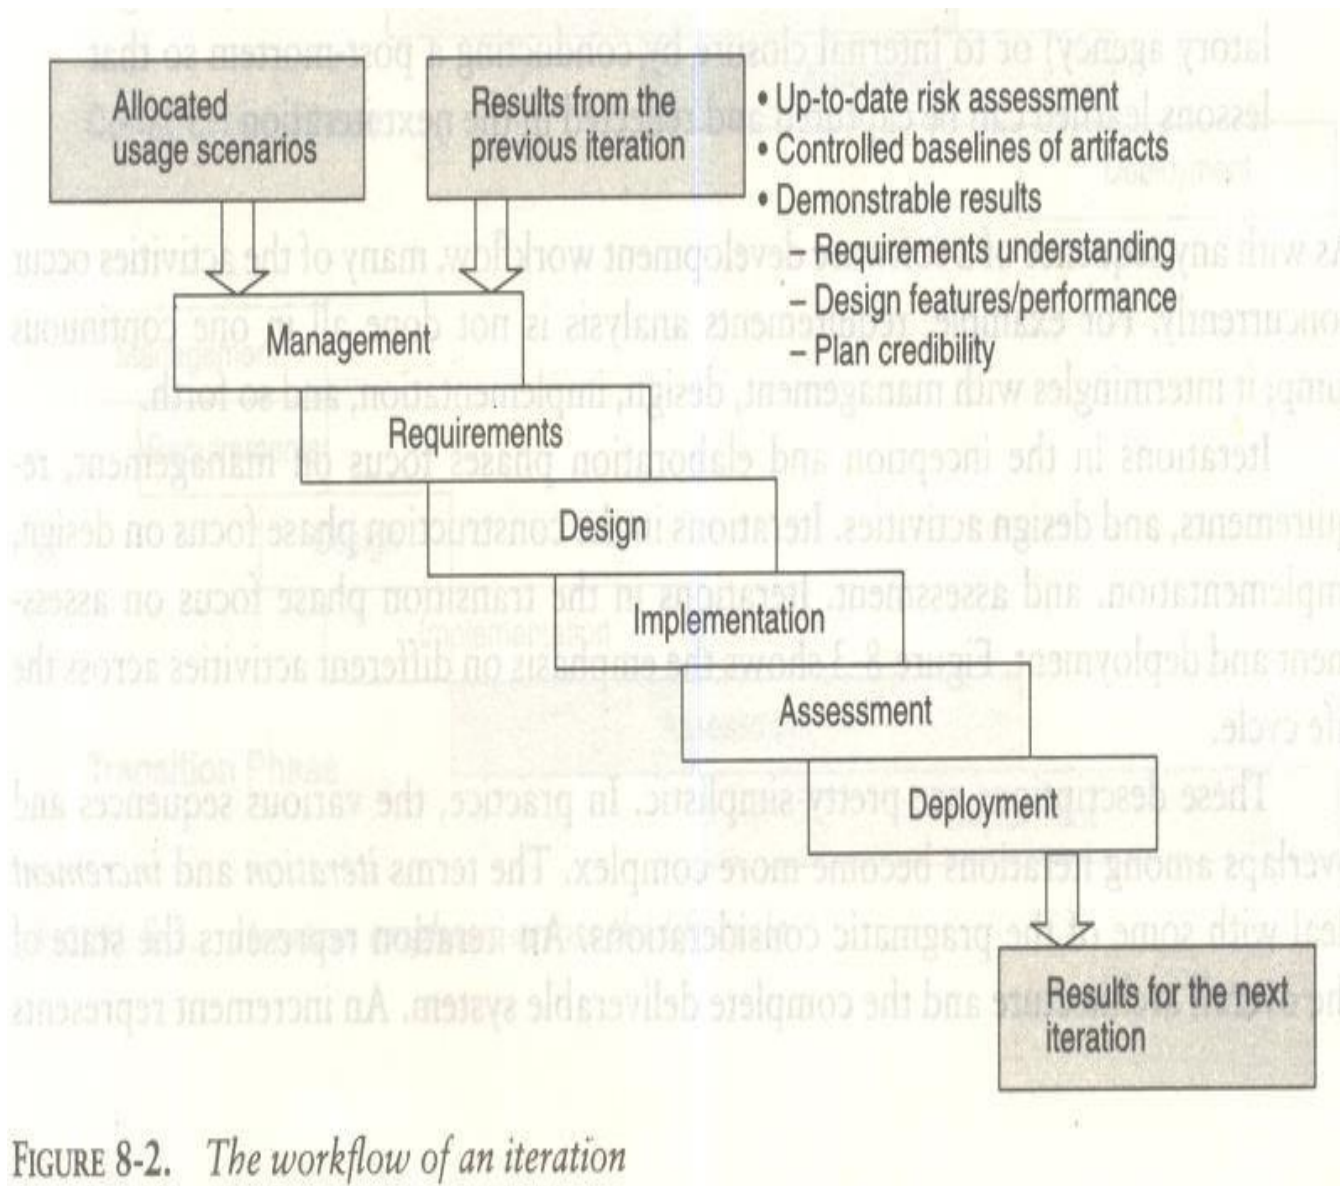 Allocated
usage scenarios
Results from the
previous iteration
• Up-to-date risk assessment
• Controlled baselines of artifacts
• Demonstrable results
– Requirements understanding
– Design features/performance
– Plan credibility
Management
Requirements
Design
Implementation
Assessment
Deployment
Results for the next
iteration
FIGURE 8-2. The workflow of an iteration